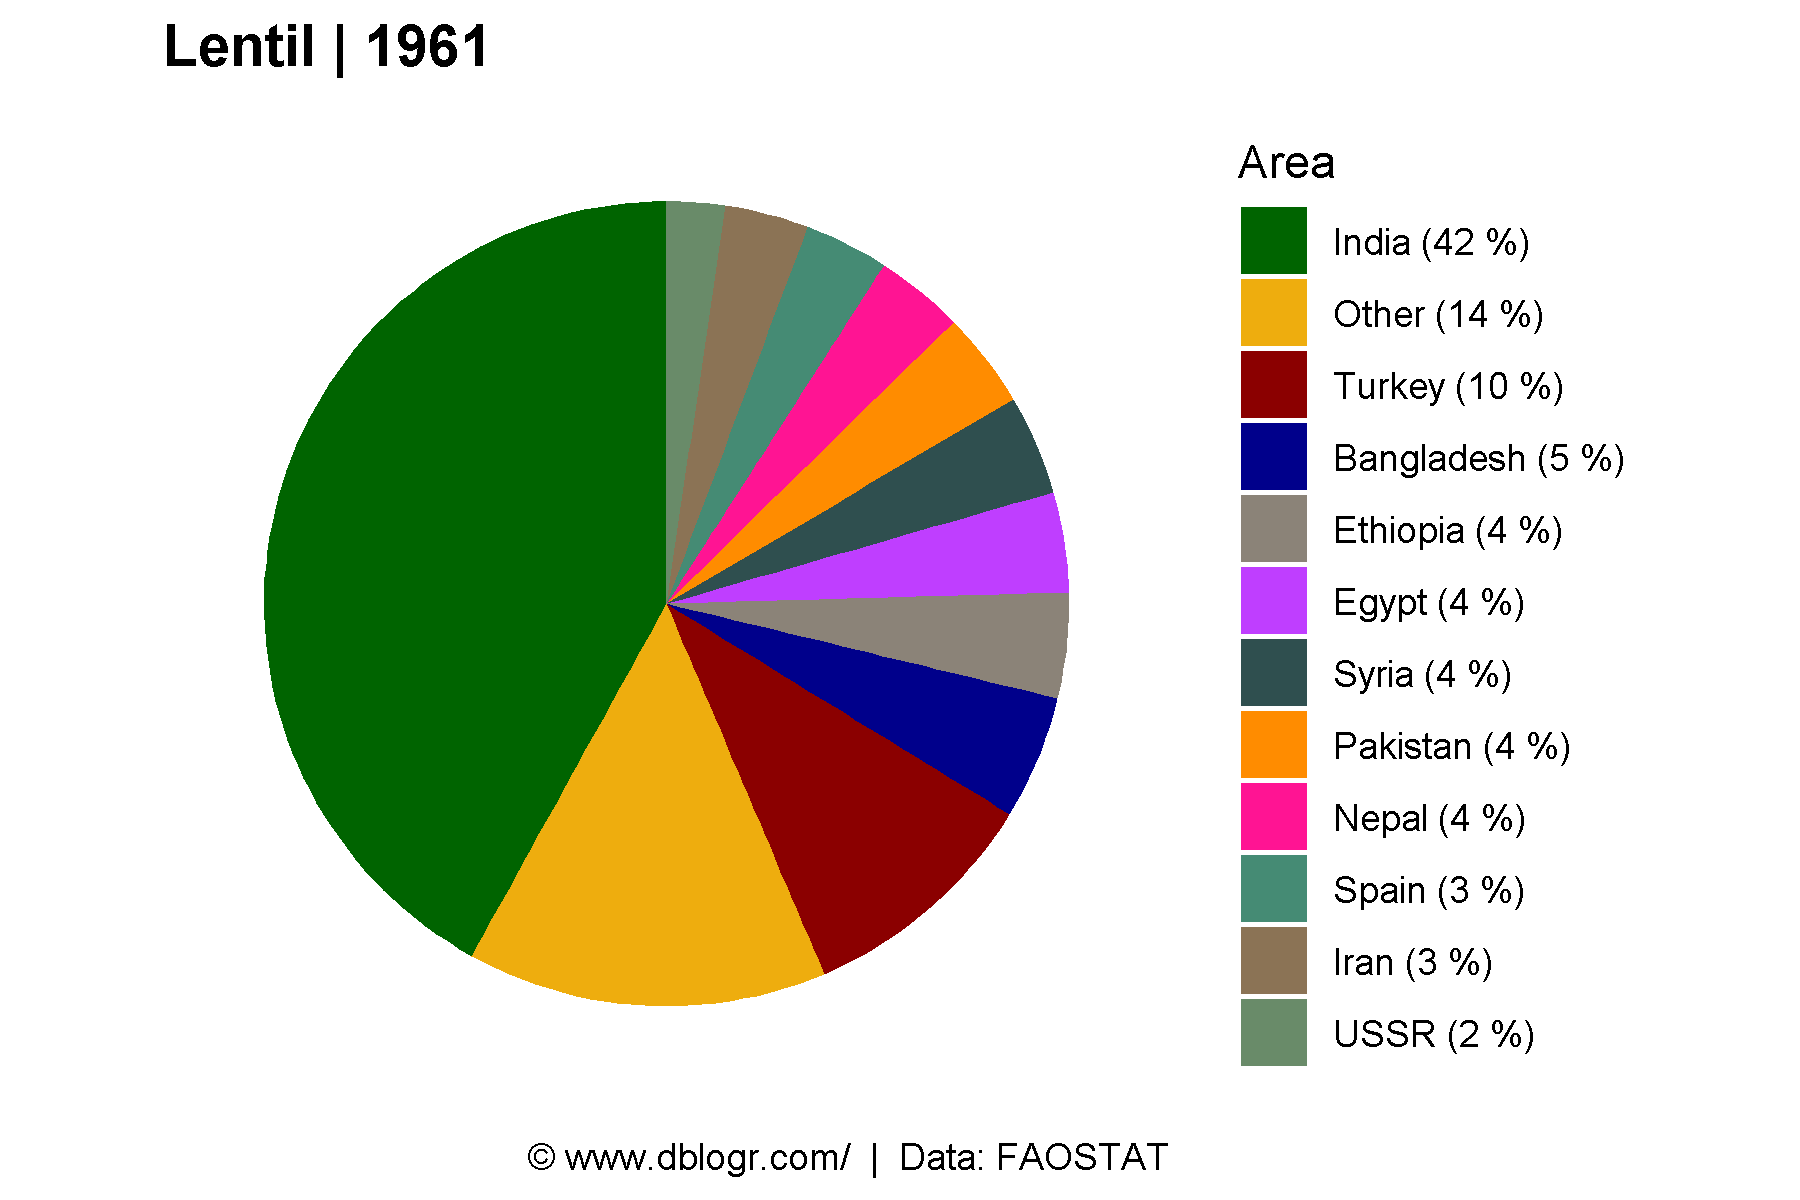 Lentil | 1961
Area
India (42 %)
Other (14 %)
Turkey (10 %)
Bangladesh (5 %)
Ethiopia (4 %)
Egypt (4 %)
Syria (4 %)
Pakistan (4 %)
Nepal (4 %)
Spain (3 %)
Iran (3 %)
USSR (2 %)
© www.dblogr.com/ | Data: FAOSTAT